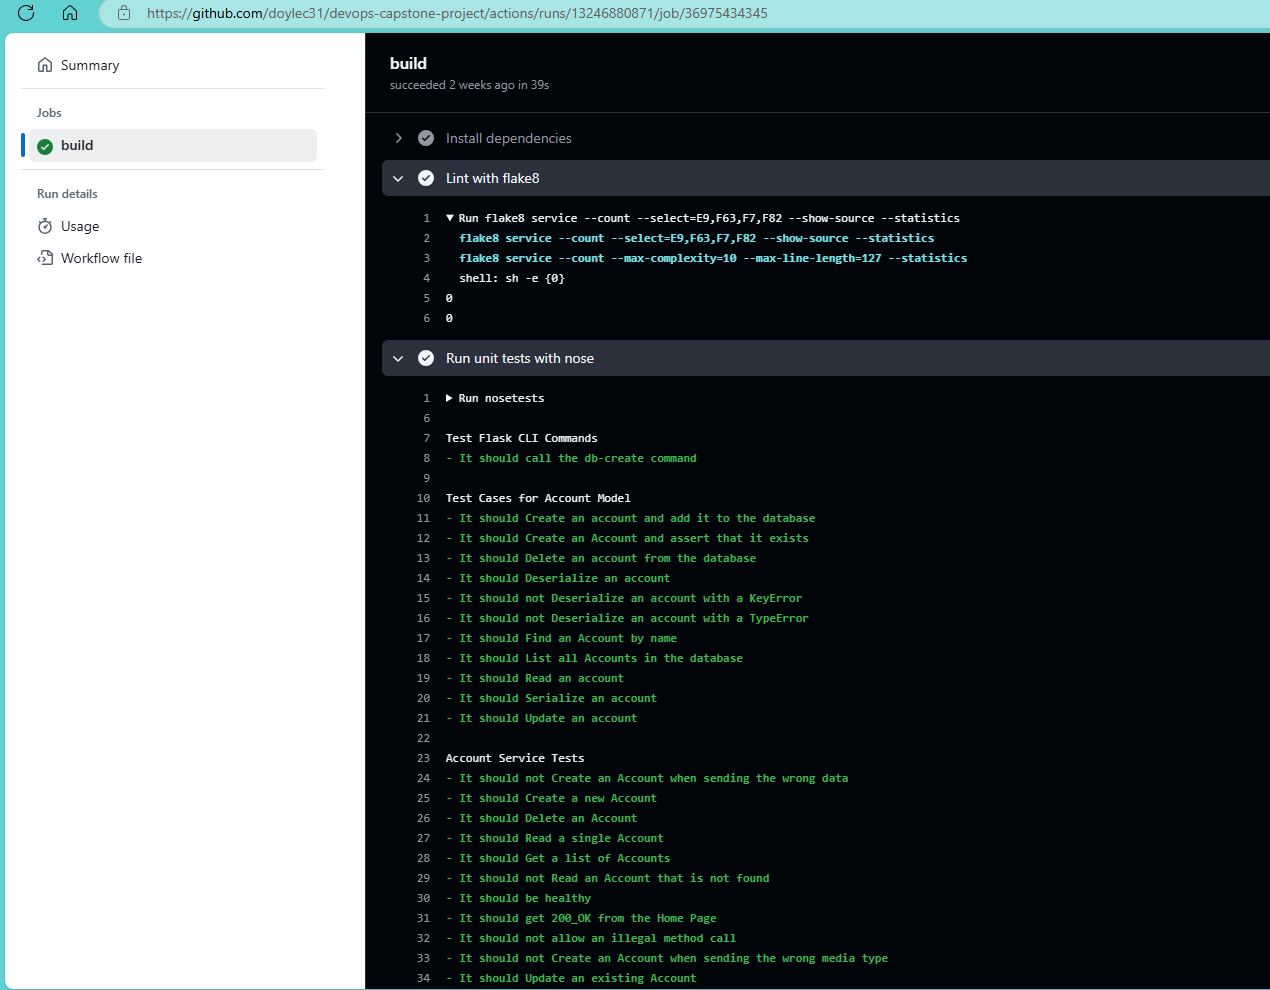 https://github.com/doylec31/devops-capstone-project/actions/runs/13246880871/job/36975434345
Summary
Jobs
build
Run details
Usage
Workflow file
build
succeeded 2 weeks ago in 39s
Install dependencies
Lint with flake8
1 Run flake8 service --count --select=E9,F63,F7,F82 --show-source --statistics
2 flake8 service --count --select=E9,F63,F7,F82 --show-source --statistics
3 flake8 service --count --max-complexity=10 --max-line-length=127 --statistics
4 shell: sh -e {0}
5 0
6 0
Run unit tests with nose
1 Run nosetests
6
7 Test Flask CLI Commands
8 - It should call the db-create command
9
10 Test Cases for Account Model
11 - It should Create an account and add it to the database
12 - It should Create an Account and assert that it exists
13 - It should Delete an account from the database
14 - It should Deserialize an account
15 - It should not Deserialize an account with a KeyError
16 - It should not Deserialize an account with a TypeError
17 - It should Find an Account by name
18 - It should List all Accounts in the database
19 - It should Read an account
20 - It should Serialize an account
21 - It should Update an account
22
23 Account Service Tests
24 - It should not Create an Account when sending the wrong data
25 - It should Create a new Account
26 - It should Delete an Account
27 - It should Read a single Account
28 - It should Get a list of Accounts
29 - It should not Read an Account that is not found
30 - It should be healthy
31 - It should get 200_OK from the Home Page
32 - It should not allow an illegal method call
33 - It should not Create an Account when sending the wrong media type
34 - It should Update an existing Account